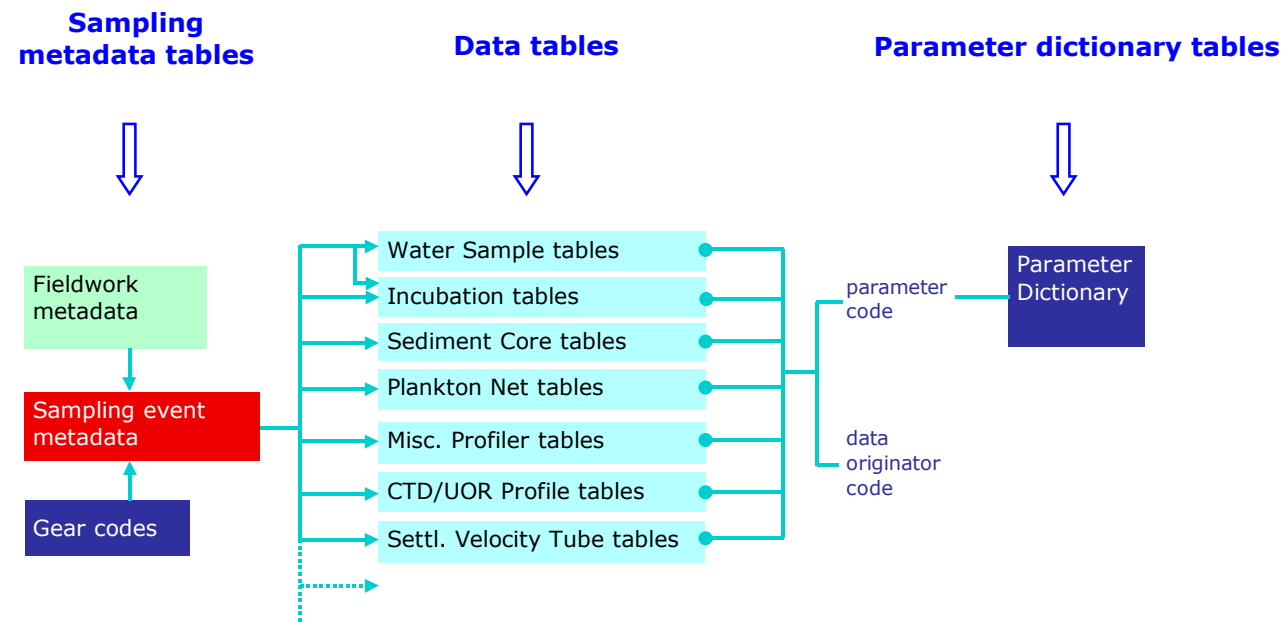 Sampling
metadata tables
Data tables
Parameter dictionary tables
Fieldwork
metadata
Sampling event
metadata
Gear codes
Water Sample tables
Incubation tables
Sediment Core tables
Plankton Net tables
Misc. Profiler tables
CTD/UOR Profile tables
Settl. Velocity Tube tables
parameter
code
data
originator
code
Parameter
Dictionary